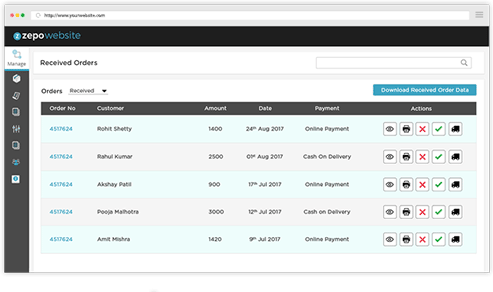 http://www.yourwebsite.com
zepowebsite
Manage
Received Orders
Orders Received Download Received Order Data
Order No Customer Amount Date Payment Actions
4517624 Rohit Shetty 1400 24th Aug 2017 Online Payment
4517624 Rahul Kumar 2500 01st Aug 2017 Cash On Delivery
4517624 Akshay Patil 900 17th Jul 2017 Online Payment
4517624 Pooja Malhotra 3000 12th Jul 2017 Cash on Delivery
4517624 Amit Mishra 1420 9th Jul 2017 Online Payment